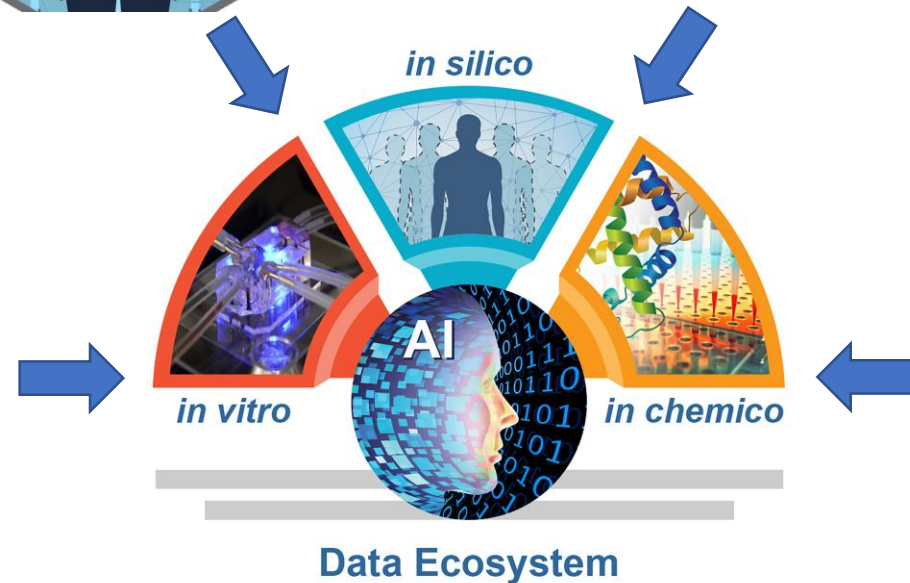 in silico
AI
in vitro
in chemico
Data Ecosystem